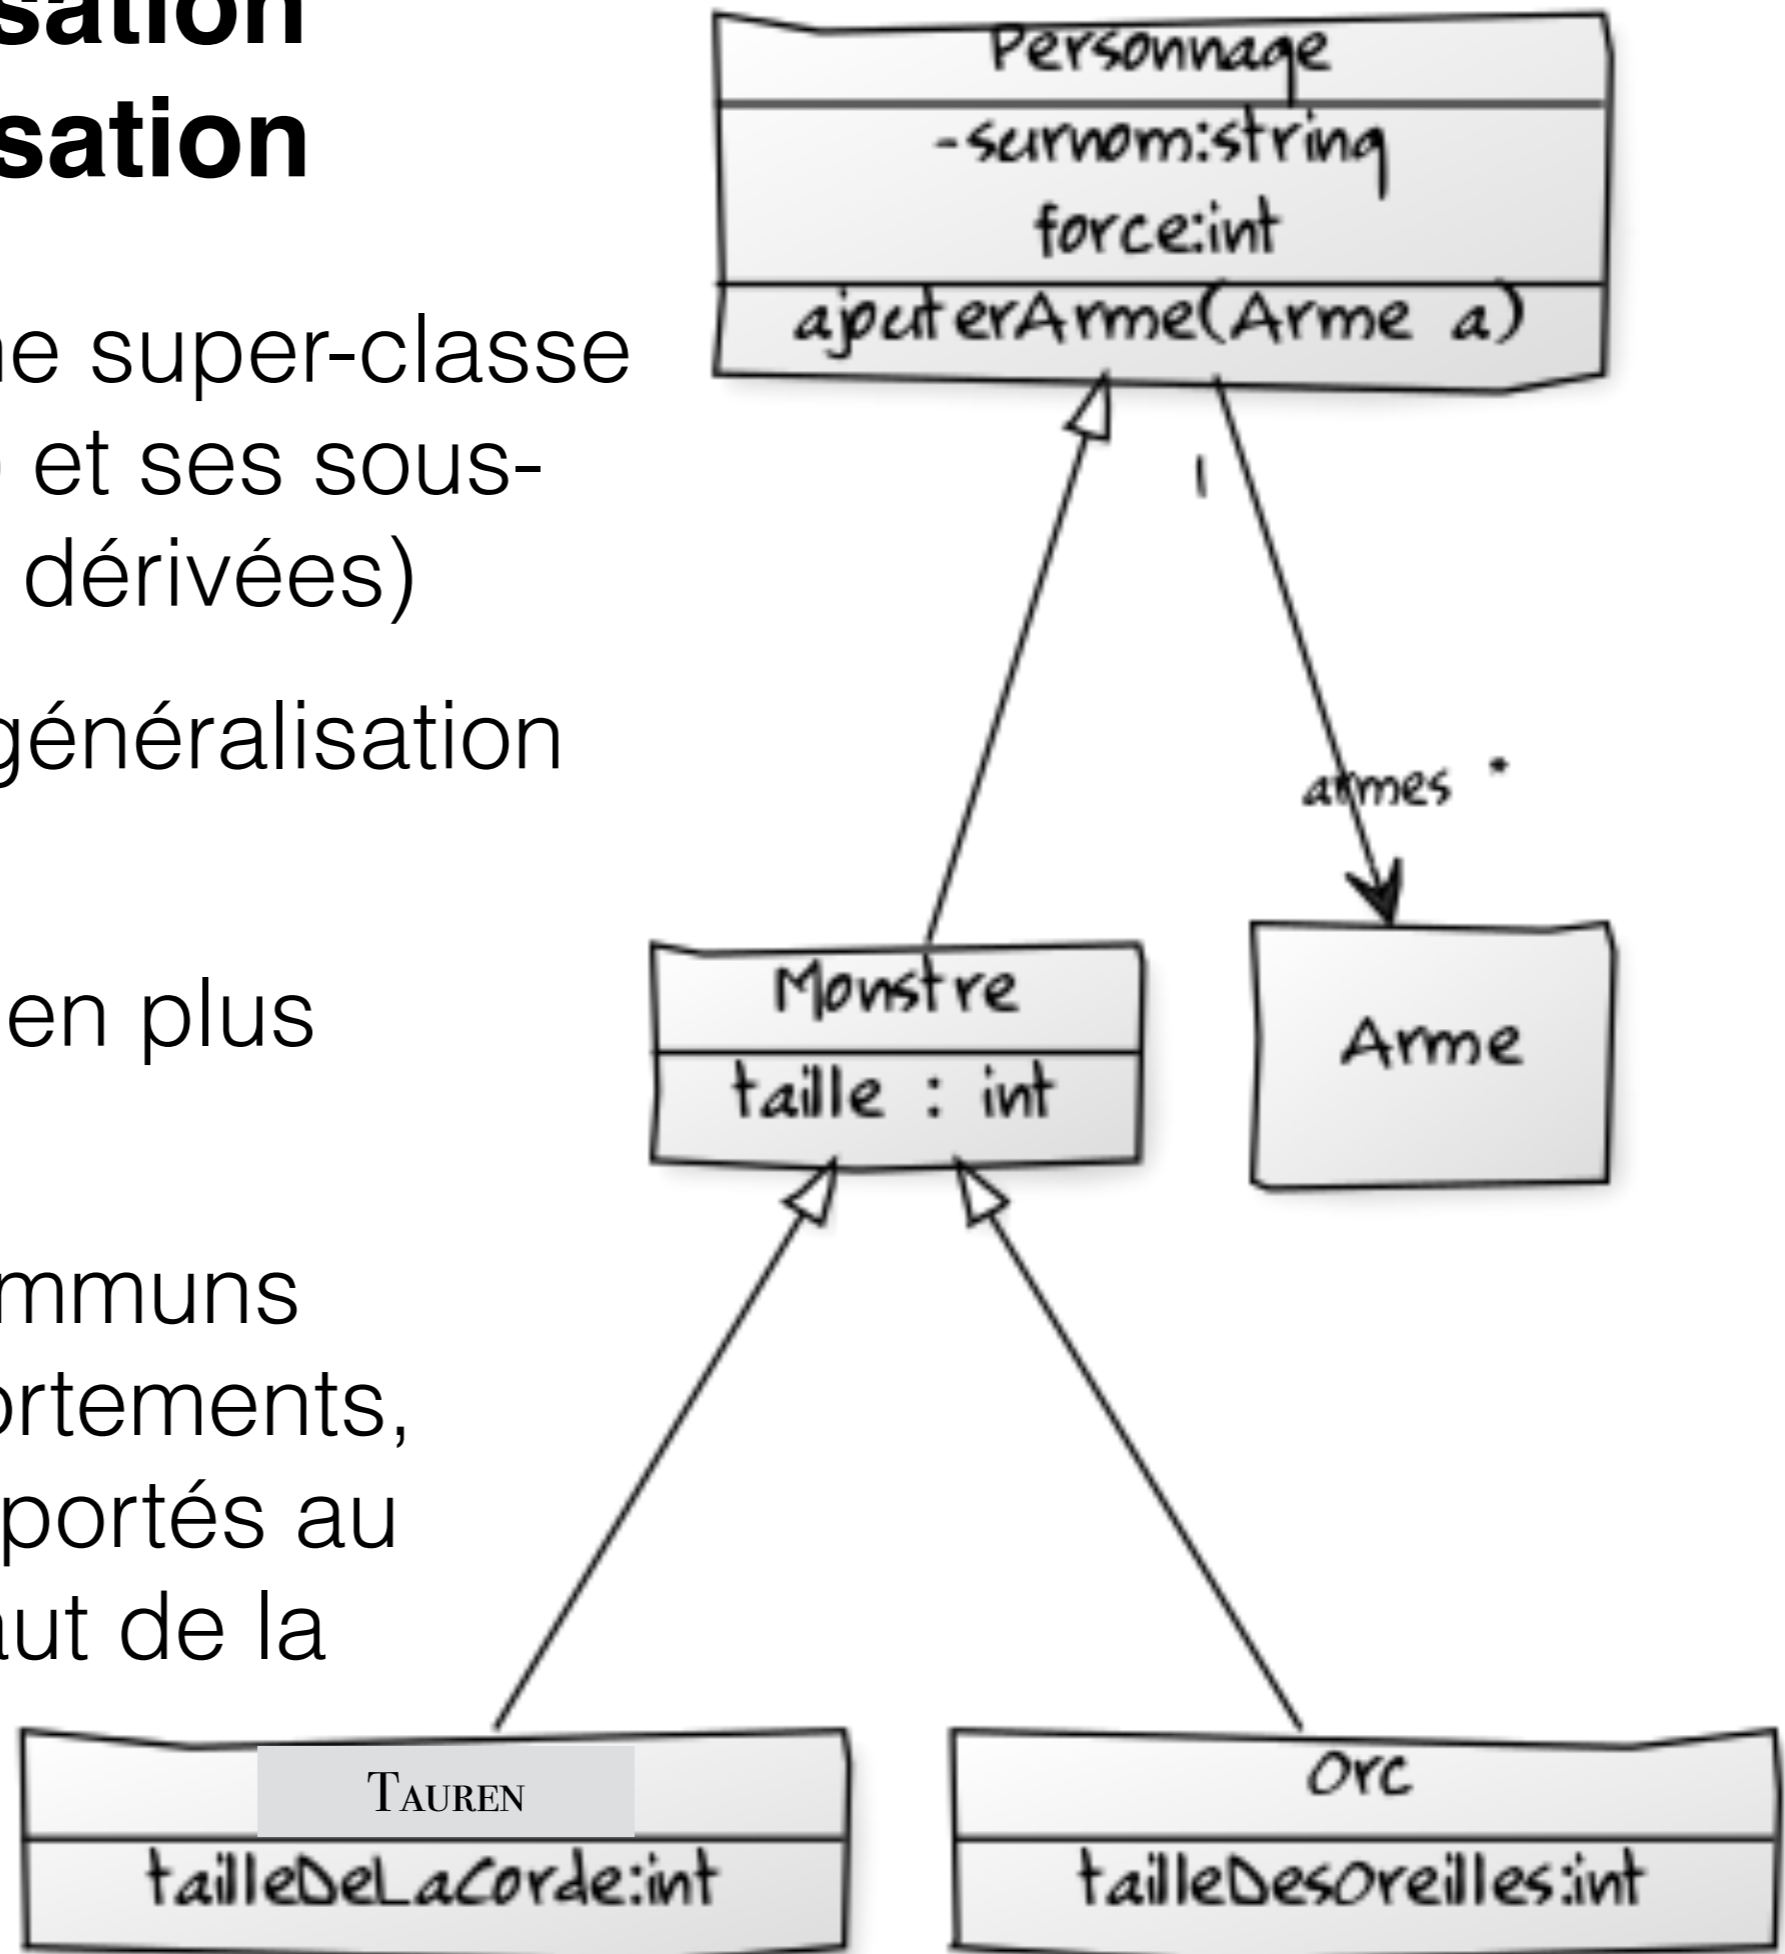 sation
sation
ne super-classe
et ses sous-
dérivées)
généralisation
en plus
mmuns
ortements,
portés au
aut de la
Personnage
-surnom:string
force:int
ajouterArme(Arme a)
1
armes *
Monstre
taille : int
Arme
TAUREN
tailleDeLaCorde:int
Orc
tailleDesOreilles:int